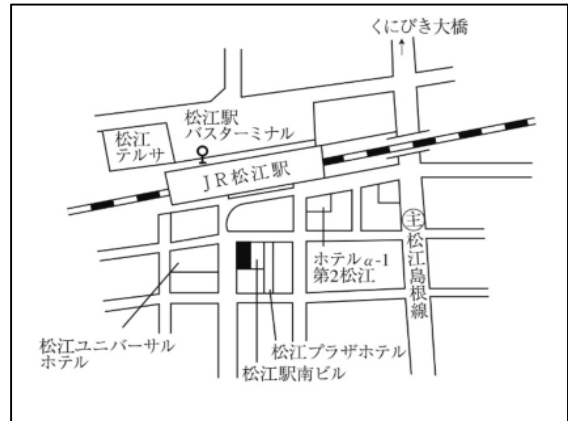 くにびき大橋
松江駅
バスターミナル
松江
テルサ
JR松江駅
主
松江島根線
ホテルα-1
第2松江
松江プラザホテル
松江ユニバーサル
ホテル
松江駅南ビル